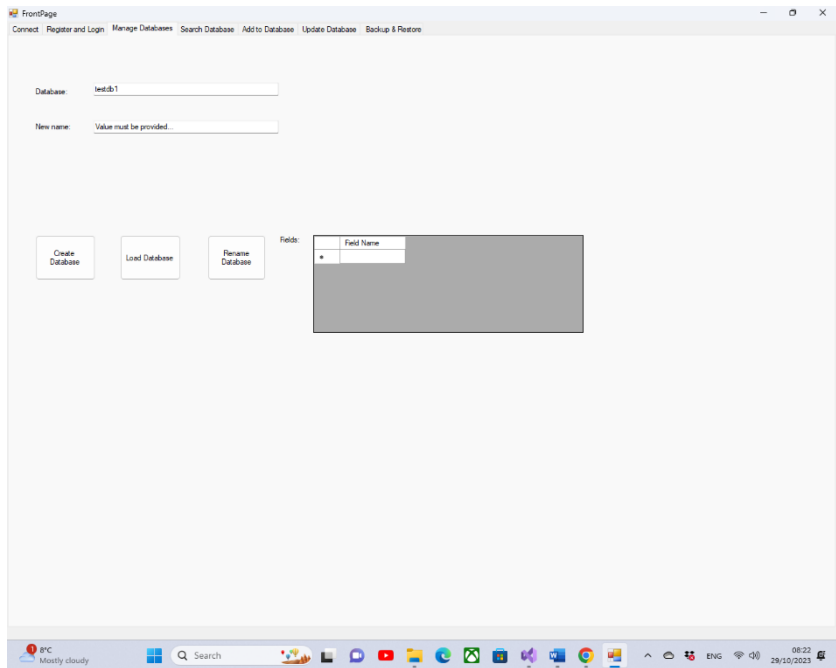 FrontPage
Connect Register and Login Manage Databases Search Database Add to Database Update Database Backup & Restore
Database: testdb1
New name: Value must be provided...
Create Database
Load Database
Rename Database
Fields:
Field Name
*
1
8°C
Mostly cloudy
Search
ENG
08:22
29/10/2023